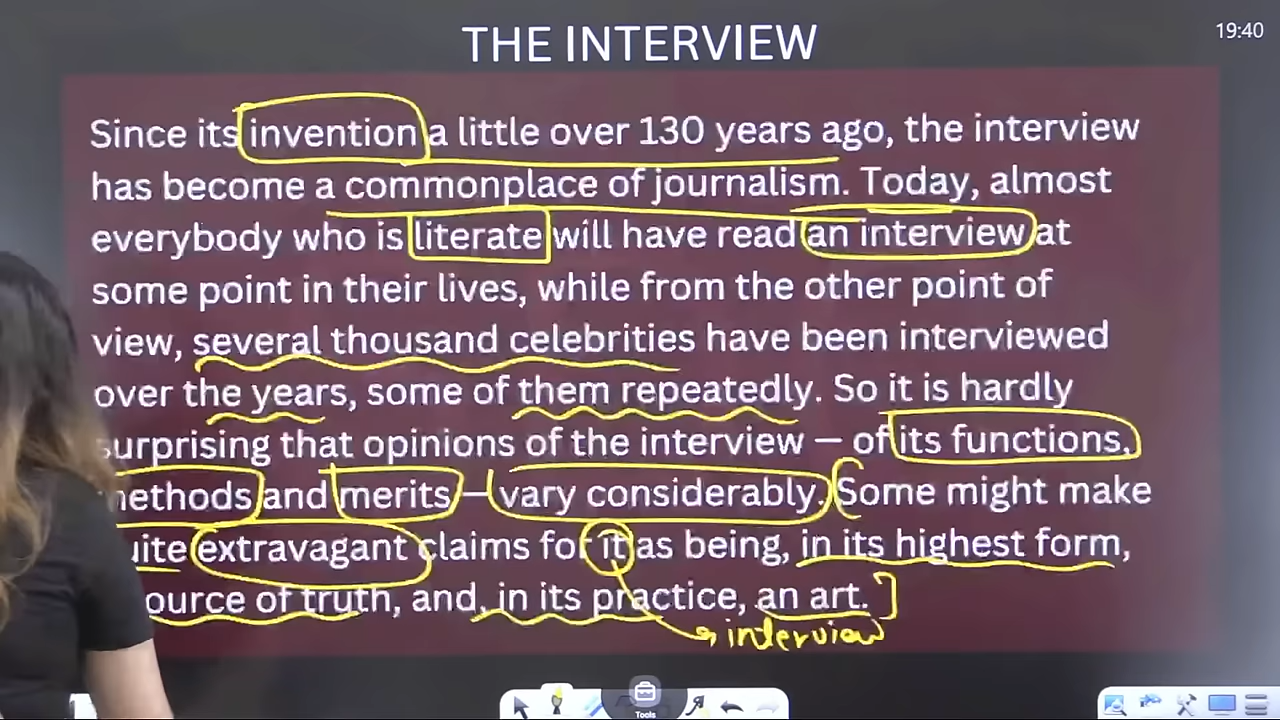 THE INTERVIEW
19:40
Since its invention a little over 130 years ago, the interview
has become a commonplace of journalism. Today, almost
everybody who is literate will have read an interview at
some point in their lives, while from the other point of
view, several thousand celebrities have been interviewed
over the years, some of them repeatedly. So it is hardly
surprising that opinions of the interview – of its functions,
methods and merits – vary considerably. Some might make
claims for it as being, in its highest form,
of truth, and, in its practice, an art.
interview
Tools